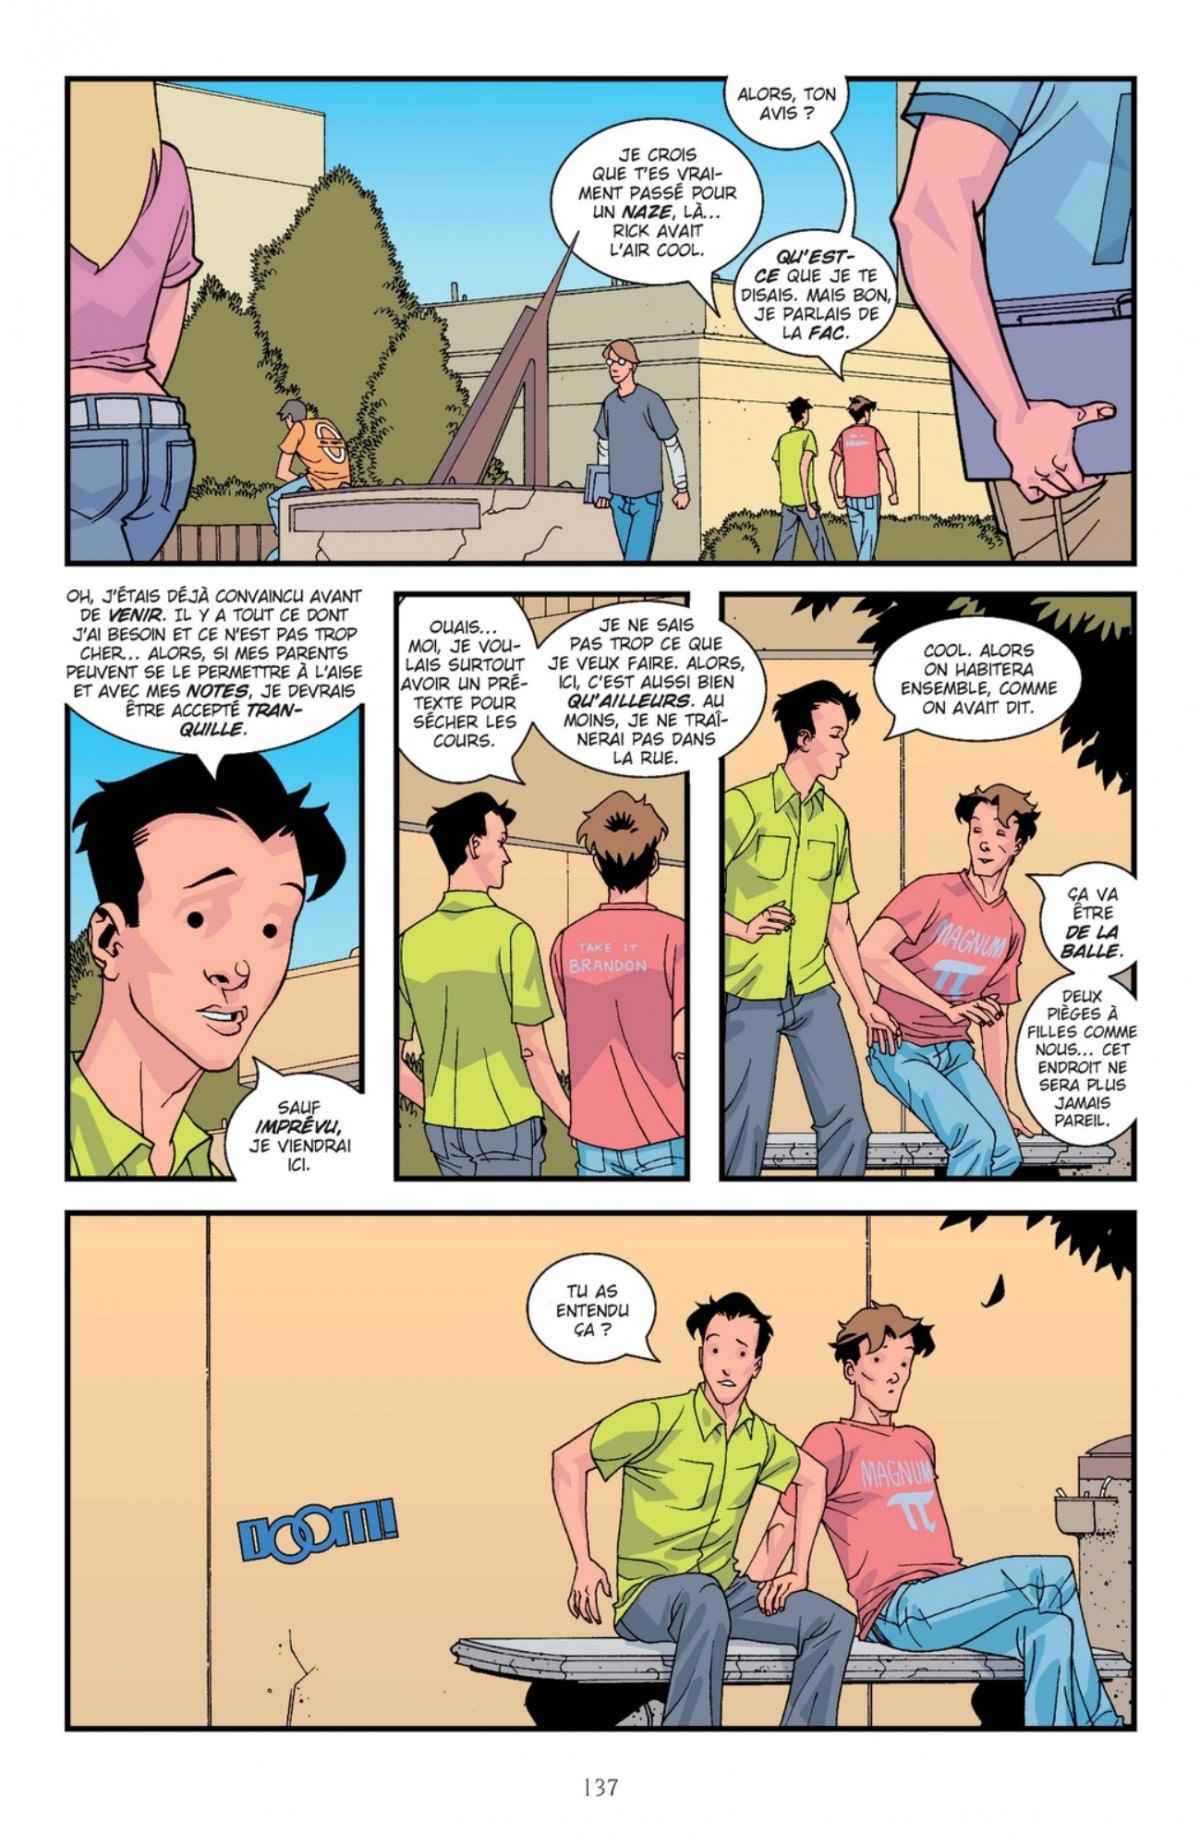 ALORS, TON
AVIS ?
JE CROIS
QUE T'ES VRAI-
MENT PASSÉ POUR
UN NAZE, LÀ...
RICK AVAIT
L'AIR COOL.
QU'EST-
CE QUE JE TE
DISAIS. MAIS BON,
JE PARLAIS DE
LA FAC.
OH, J'ÉTAIS DÉJÀ CONVAINCU AVANT
DE VENIR. IL Y A TOUT CE DONT
J'AI BESOIN ET CE N'EST PAS TROP
CHER... ALORS, SI MES PARENTS
PEUVENT SE LE PERMETTRE À L'AISE
ET AVEC MES NOTES, JE DEVRAIS
ÊTRE ACCEPTÉ TRAN-
QUILLE.
SAUF
IMPRÉVU,
JE VIENDRAI
ICI.
OUAIS...
MOI, JE VOU-
LAIS SURTOUT
AVOIR UN PRÉ-
TEXTE POUR
SÉCHER LES
COURS.
JE NE SAIS
PAS TROP CE QUE
JE VEUX FAIRE. ALORS,
ICI, C'EST AUSSI BIEN
QU'AILLEURS. AU
MOINS, JE NE TRAÎ-
NERAI PAS DANS
LA RUE.
TAKE IT
BRANDON
COOL. ALORS
ON HABITERA
ENSEMBLE, COMME
ON AVAIT DIT.
MAGNUM
π
ÇA VA
ÊTRE
DE LA
BALLE.
DEUX
PIÈGES À
FILLES COMME
NOUS... CET
ENDROIT NE
SERA PLUS
JAMAIS
PAREIL.
TU AS
ENTENDU
ÇA ?
MAGNUM
π
DOOM!
137